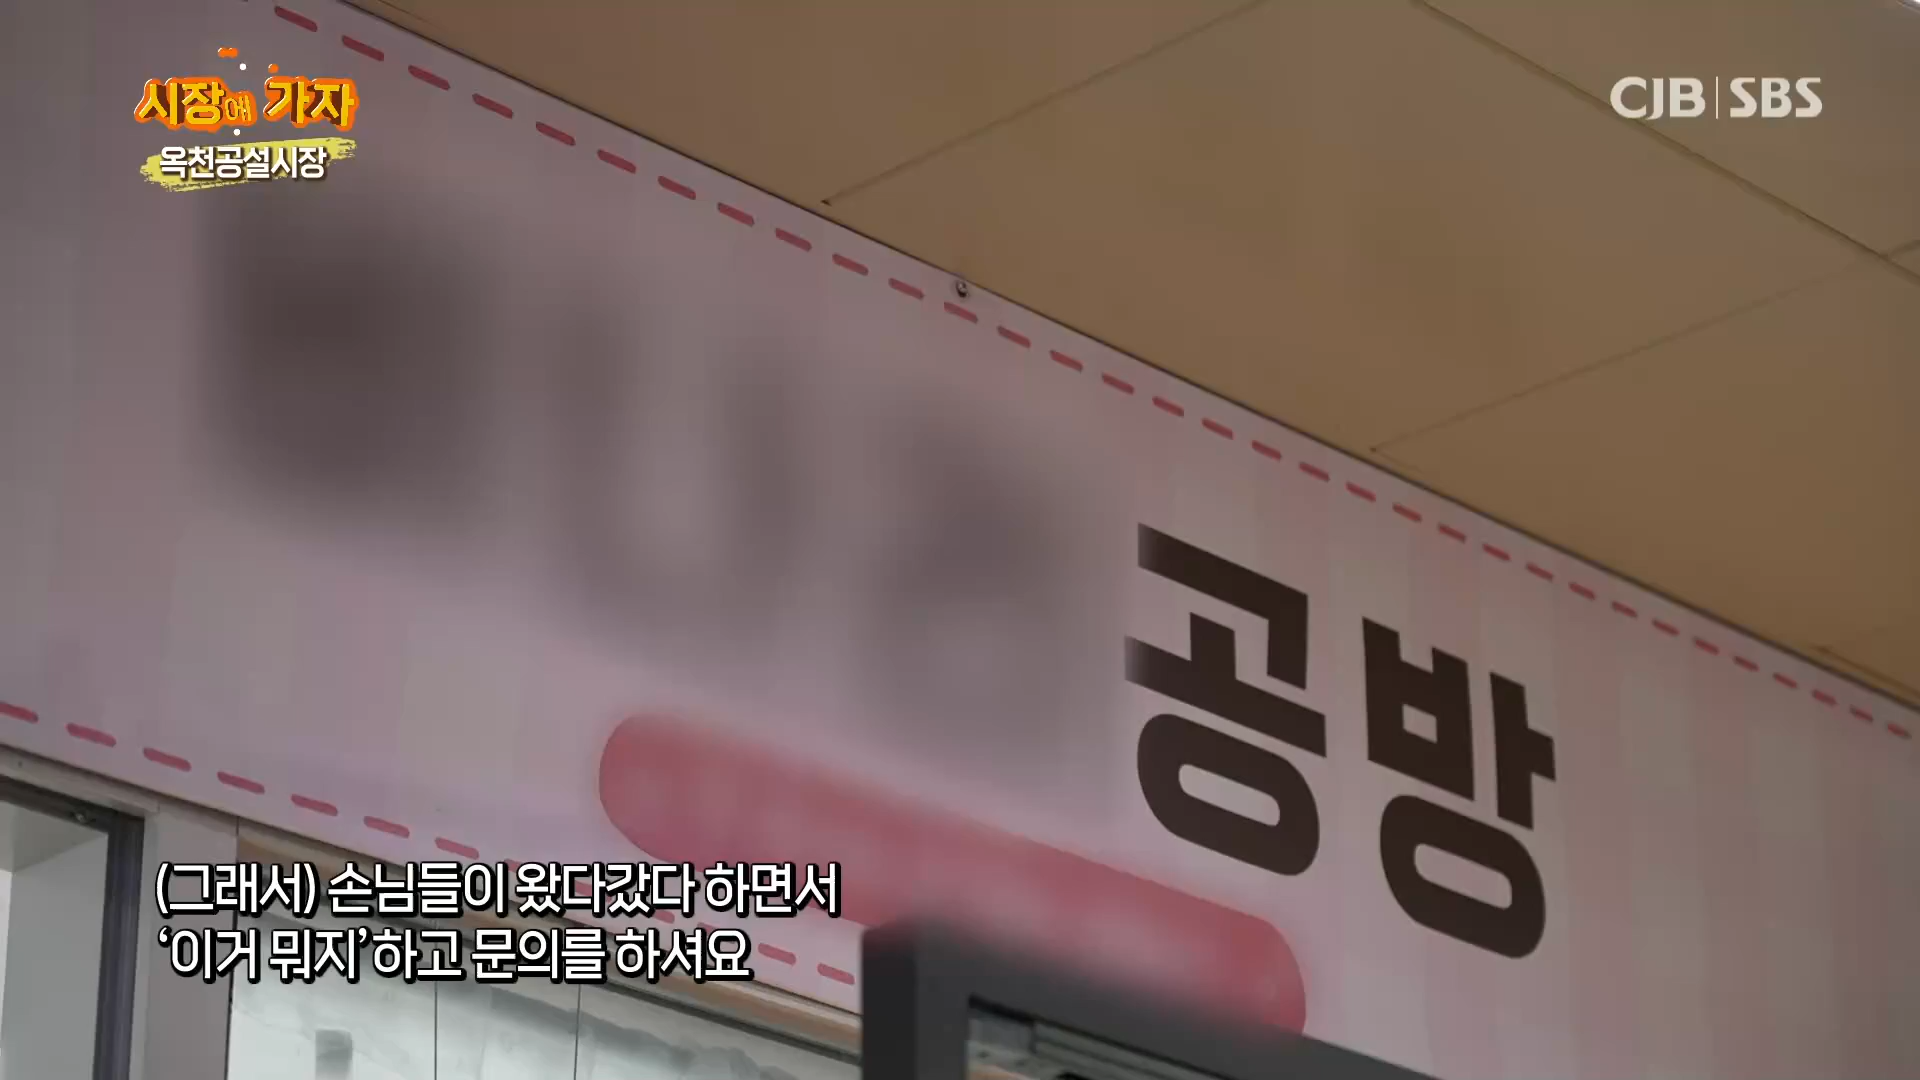 시장에 가자
옥천공설시장
CJB SBS
공방
(그래서) 손님들이 왔다갔다 하면서
‘이거 뭐지’하고 문의를 하셔요